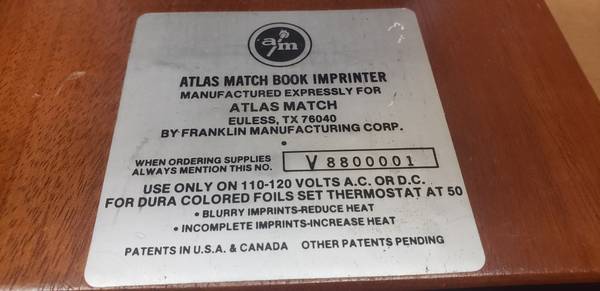 a/m
ATLAS MATCH BOOK IMPRINTER
MANUFACTURED EXPRESSLY FOR
ATLAS MATCH
EULESS, TX 76040
BY FRANKLIN MANUFACTURING CORP.
WHEN ORDERING SUPPLIES
ALWAYS MENTION THIS NO. V 8800001
USE ONLY ON 110-120 VOLTS A.C. OR D.C.
FOR DURA COLORED FOILS SET THERMOSTAT AT 50
• BLURRY IMPRINTS-REDUCE HEAT
• INCOMPLETE IMPRINTS-INCREASE HEAT
PATENTS IN U.S.A. & CANADA OTHER PATENTS PENDING